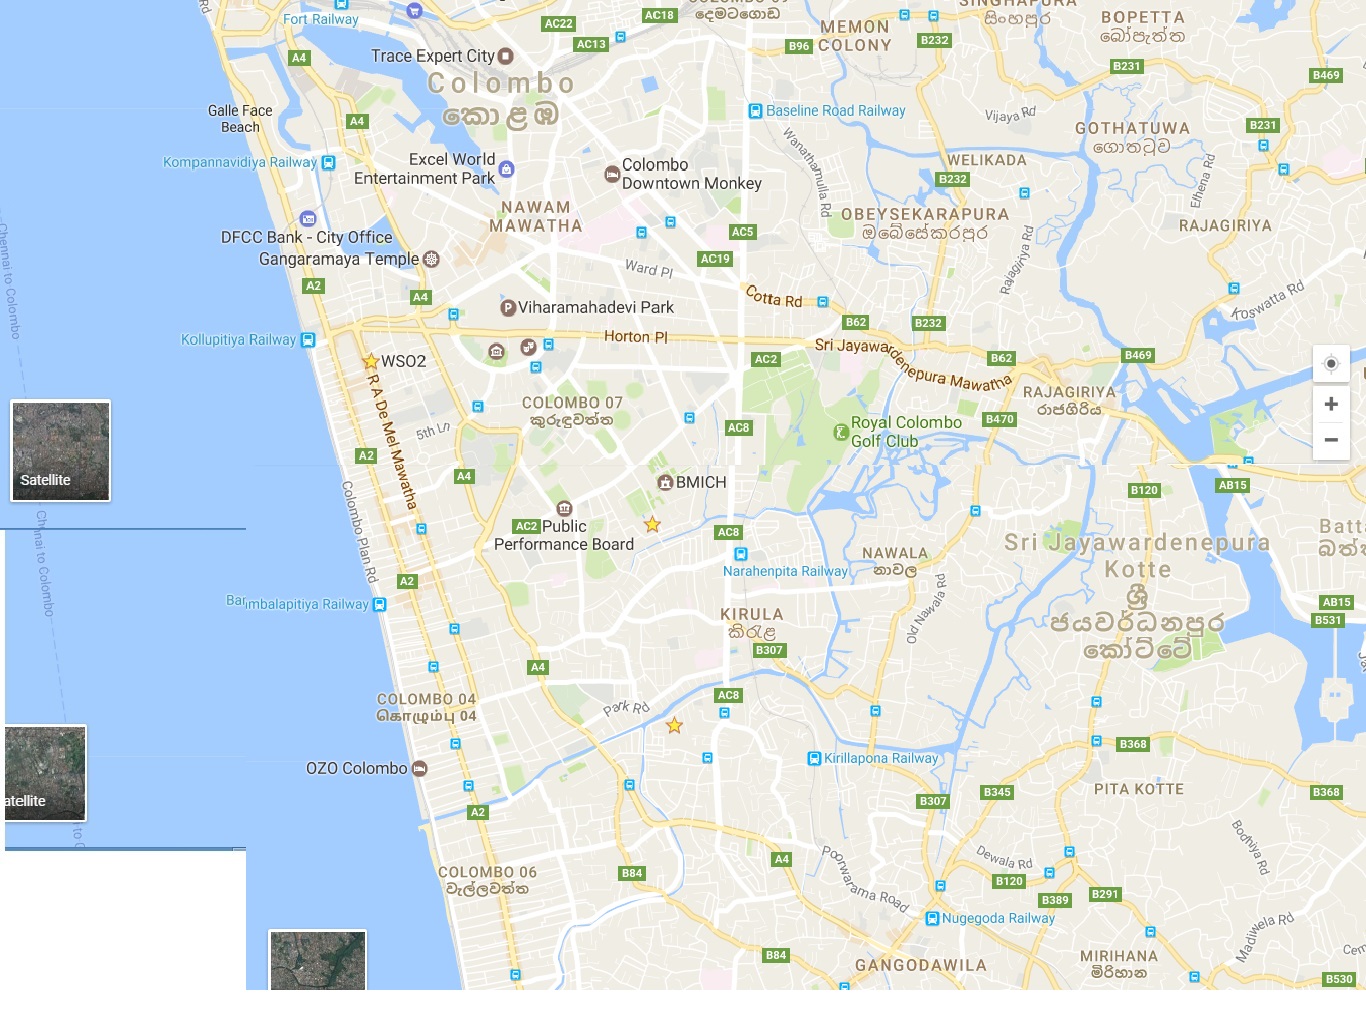 Rd
Fort Railway
AC22
AC18
දෙමටගොඩ
MEMON
COLONY
BOPETTA
බෝපැත්ත
සිංහපුර
AC13
B96
B232
B231
B469
A4
Trace Expert City
Colombo
කොළඹ
Galle Face
Beach
A4
Baseline Road Railway
Vijaya Rd
GOTHATUWA
ගොතටුව
B231
Kompannavidiya Railway
Excel World
Entertainment Park
Colombo
Downtown Monkey
Wanathamulla Rd
WELIKADA
B232
Ethena Rd
NAWAM
MAWATHA
OBEYSEKARAPURA
ඔබේසේකරපුර
RAJAGIRIYA
DFCC Bank - City Office
AC5
Gangaramaya Temple
Ward Pl
AC19
Rajagiriya Rd
Chennai to Colombo
A2
A4
Cotta Rd
Koswatta Rd
Viharamahadevi Park
B62
B232
Kollupitiya Railway
Horton Pl
Sri Jayawardenepura Mawatha
B62
B469
WSO2
AC2
R A De Mel Mawatha
RAJAGIRIYA
රාජගිරිය
COLOMBO 07
කුරුඳුවත්ත
5th Ln
AC8
Royal Colombo
Golf Club
B470
A2
A4
Satellite
BMICH
B120
AB15
Colombo Plan Rd
Chennai to Colombo
AC2
Public
Performance Board
AC8
Sri Jayawardenepura
Kotte
ශ්‍රී
ජයවර්ධනපුර
කෝට්ටේ
NAWALA
නාවල
Narahenpita Railway
A2
Bar
mbalapitiya Railway
Old Nawala Rd
AB15
B531
KIRULA
කිරුළ
B307
A4
AC8
COLOMBO 04
கொழும்பு 04
Park Rd
B368
OZO Colombo
Kirillapona Railway
PITA KOTTE
B345
B307
B368
atellite
A2
Bodhiya Rd
A4
Poorwarama Road
Dewala Rd
COLOMBO 06
වැල්ලවත්ත
B84
B120
B291
B389
Nugegoda Railway
Madiwela Rd
B84
GANGODAWILA
MIRIHANA
මිරිහාන
Cem
B530